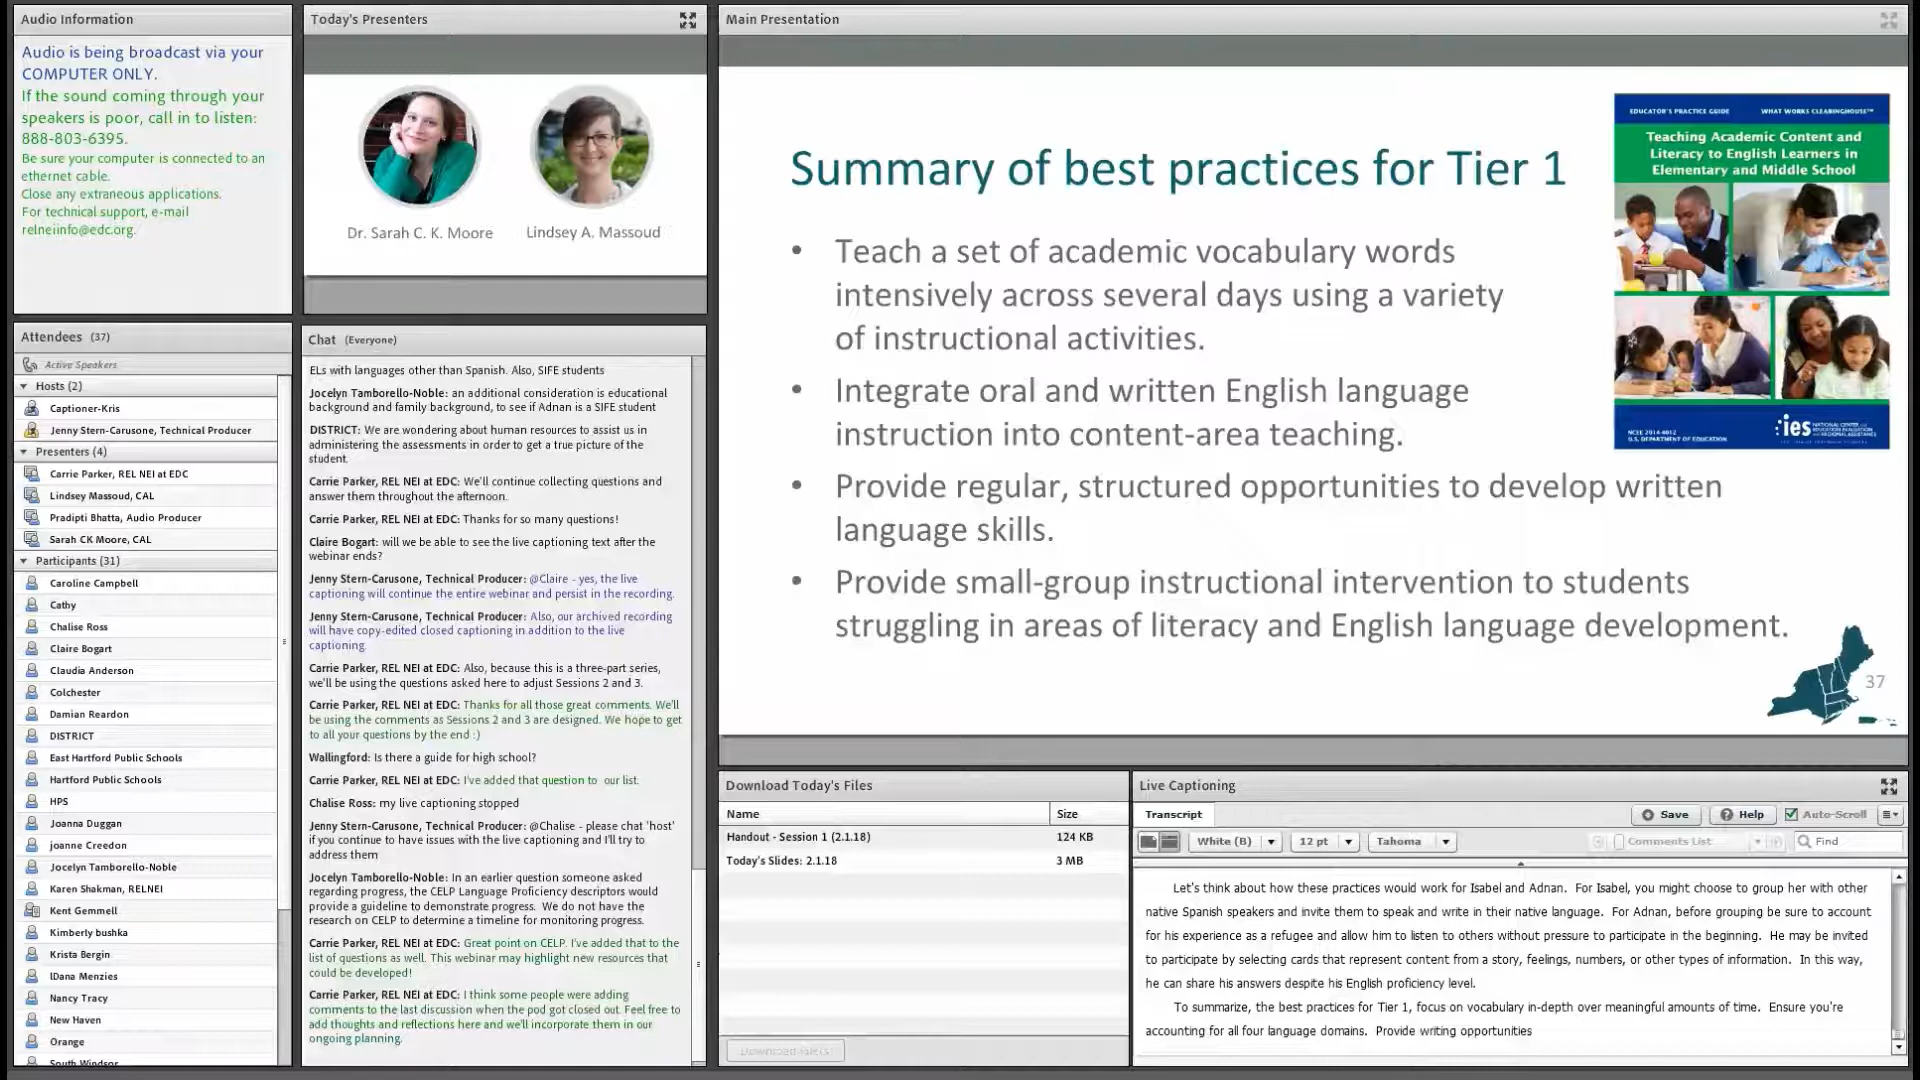 Audio Information
Audio is being broadcast via your
COMPUTER ONLY.
If the sound coming through your
speakers is poor, call in to listen:
888-803-6395.
Be sure your computer is connected to an
ethernet cable.
Close any extraneous applications.
For technical support, e-mail
relneiinfo@edc.org.
Today's Presenters
Dr. Sarah C. K. Moore
Lindsey A. Massoud
Attendees (37)
Active Speakers
Hosts (2)
Captioner-Kris
Jenny Stern-Carusone, Technical Producer
Presenters (4)
Carrie Parker, REL NEI at EDC
Lindsey Massoud, CAL
Pradipti Bhatta, Audio Producer
Sarah CK Moore, CAL
Participants (31)
Caroline Campbell
Cathy
Chalise Ross
Claire Bogart
Claudia Anderson
Colchester
Damian Reardon
DISTRICT
East Hartford Public Schools
Hartford Public Schools
HPS
Joanna Duggan
joanne Creedon
Jocelyn Tamborello-Noble
Karen Shakman, RELNEI
Kent Gemmell
Kimberly bushka
Krista Bergin
lDana Menzies
Nancy Tracy
New Haven
Orange
South Windsor
Chat (Everyone)
ELs with languages other than Spanish. Also, SIFE students
Jocelyn Tamborello-Noble: an additional consideration is educational
background and family background, to see if Adnan is a SIFE student
DISTRICT: We are wondering about human resources to assist us in
administering the assessments in order to get a true picture of the
student.
Carrie Parker, REL NEI at EDC: We'll continue collecting questions and
answer them throughout the afternoon.
Carrie Parker, REL NEI at EDC: Thanks for so many questions!
Claire Bogart: will we be able to see the live captioning text after the
webinar ends?
Jenny Stern-Carusone, Technical Producer: @Claire - yes, the live
captioning will continue the entire webinar and persist in the recording.
Jenny Stern-Carusone, Technical Producer: Also, our archived recording
will have copy-edited closed captioning in addition to the live
captioning.
Carrie Parker, REL NEI at EDC: Also, because this is a three-part series,
we'll be using the questions asked here to adjust Sessions 2 and 3.
Carrie Parker, REL NEI at EDC: Thanks for all those great comments. We'll
be using the comments as Sessions 2 and 3 are designed. We hope to get
to all your questions by the end :)
Wallingford: Is there a guide for high school?
Carrie Parker, REL NEI at EDC: I've added that question to our list.
Chalise Ross: my live captioning stopped
Jenny Stern-Carusone, Technical Producer: @Chalise - please chat 'host'
if you continue to have issues with the live captioning and I'll try to
address them
Jocelyn Tamborello-Noble: In an earlier question someone asked
regarding progress, the CELP Language Proficiency descriptors would
provide a guideline to demonstrate progress. We do not have the
research on CELP to determine a timeline for monitoring progress.
Carrie Parker, REL NEI at EDC: Great point on CELP. I've added that to the
list of questions as well. This webinar may highlight new resources that
could be developed!
Carrie Parker, REL NEI at EDC: I think some people were adding
comments to the last discussion when the pod got closed out. Feel free to
add thoughts and reflections here and we'll incorporate them in our
ongoing planning.
Main Presentation
Summary of best practices for Tier 1
• Teach a set of academic vocabulary words
intensively across several days using a variety
of instructional activities.
• Integrate oral and written English language
instruction into content-area teaching.
• Provide regular, structured opportunities to develop written
language skills.
• Provide small-group instructional intervention to students
struggling in areas of literacy and English language development.
37
EDUCATOR'S PRACTICE GUIDE
WHAT WORKS CLEARINGHOUSE™
Teaching Academic Content and
Literacy to English Learners in
Elementary and Middle School
NCEE 2014-4012
U.S. DEPARTMENT OF EDUCATION
ies
Download Today's Files
Name Size
Handout - Session 1 (2.1.18) 124 KB
Today's Slides: 2.1.18 3 MB
Download File(s)
Live Captioning
Transcript
Save
Help
Auto-Scroll
White (B)
12 pt
Tahoma
Comments List
Find
Let's think about how these practices would work for Isabel and Adnan. For Isabel, you might choose to group her with other
native Spanish speakers and invite them to speak and write in their native language. For Adnan, before grouping be sure to account
for his experience as a refugee and allow him to listen to others without pressure to participate in the beginning. He may be invited
to participate by selecting cards that represent content from a story, feelings, numbers, or other types of information. In this way,
he can share his answers despite his English proficiency level.
To summarize, the best practices for Tier 1, focus on vocabulary in-depth over meaningful amounts of time. Ensure you're
accounting for all four language domains. Provide writing opportunities